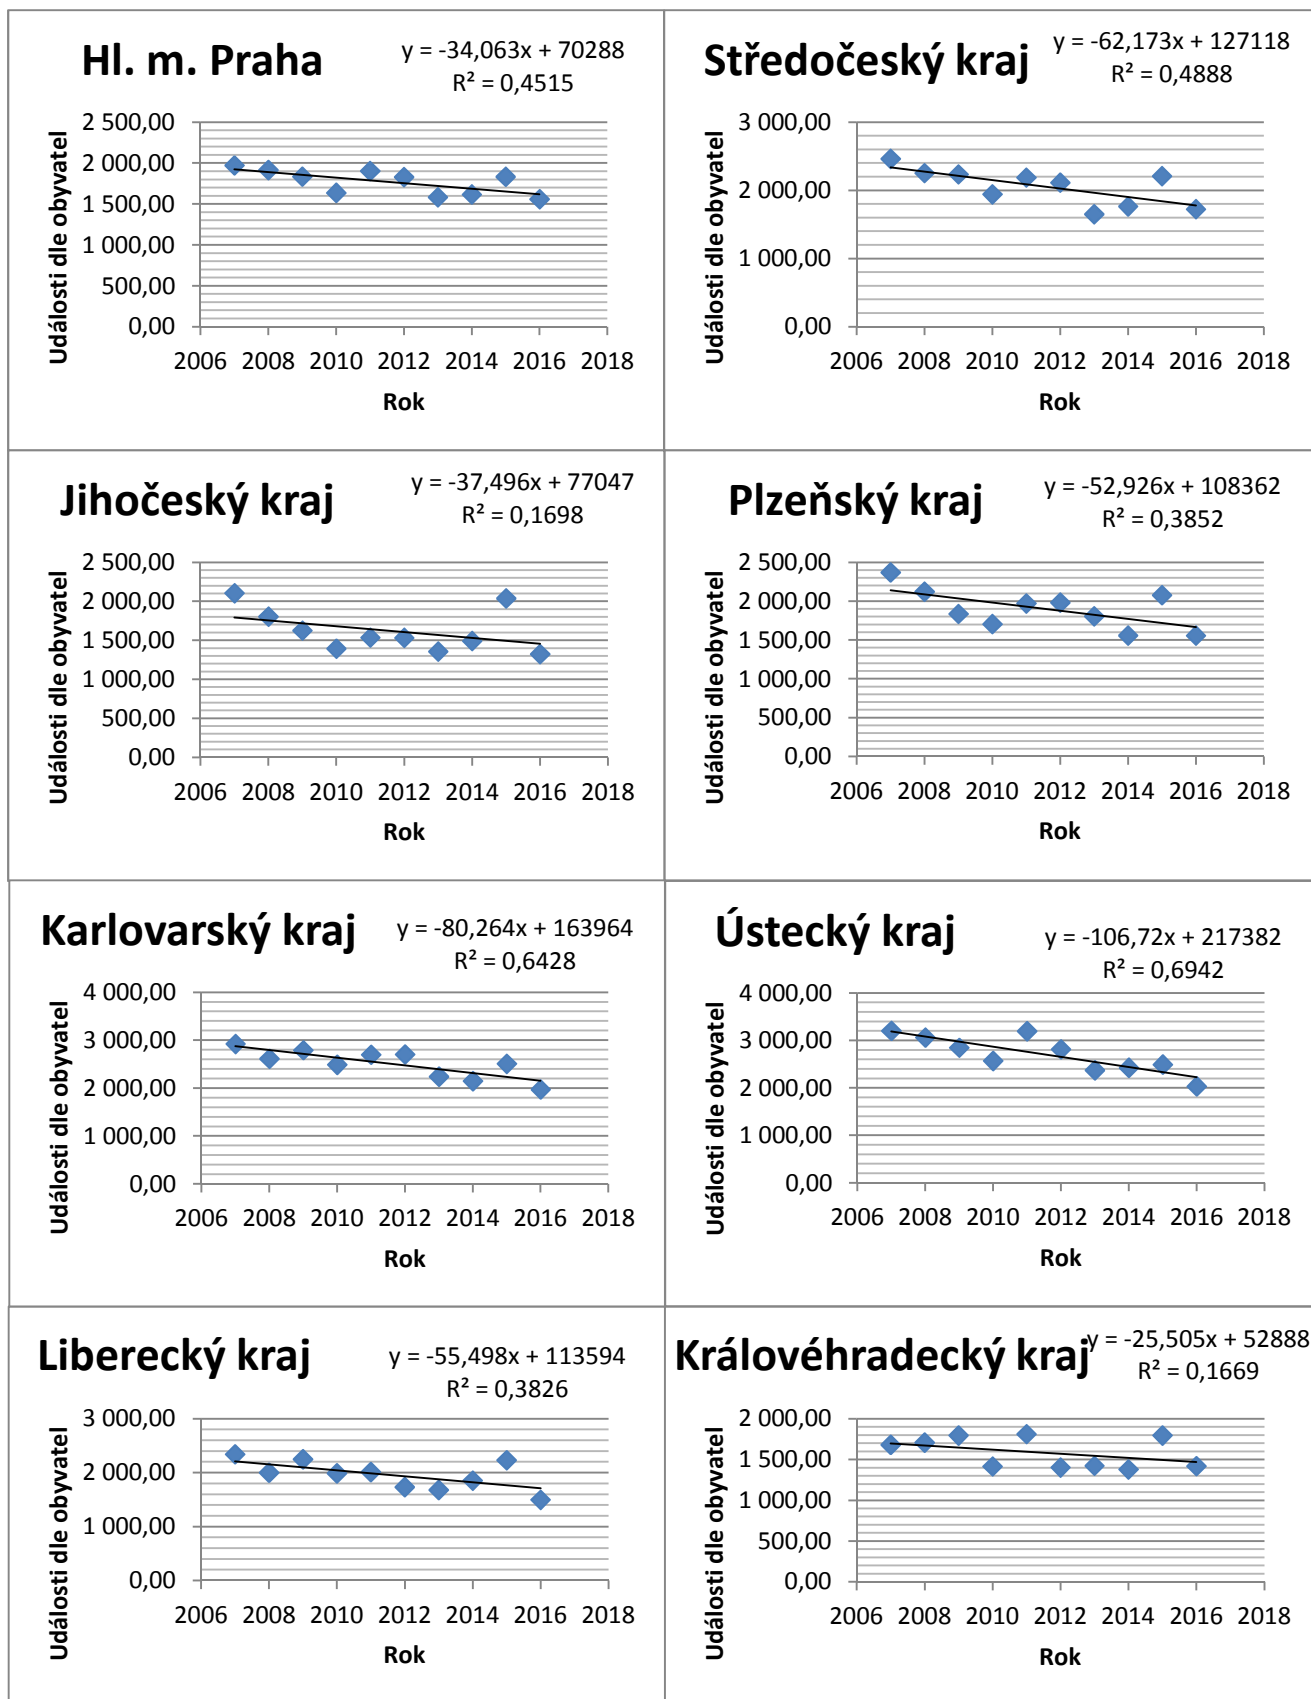 Hl. m. Praha
y = -34,063x + 70288
R² = 0,4515
Události dle obyvatel
2 500,00
2 000,00
1 500,00
1 000,00
500,00
0,00
2006 2008 2010 2012 2014 2016 2018
Rok
Středočeský kraj
y = -62,173x + 127118
R² = 0,4888
Události dle obyvatel
3 000,00
2 000,00
1 000,00
0,00
2006 2008 2010 2012 2014 2016 2018
Rok
Jihočeský kraj
y = -37,496x + 77047
R² = 0,1698
Události dle obyvatel
2 500,00
2 000,00
1 500,00
1 000,00
500,00
0,00
2006 2008 2010 2012 2014 2016 2018
Rok
Plzeňský kraj
y = -52,926x + 108362
R² = 0,3852
Události dle obyvatel
2 500,00
2 000,00
1 500,00
1 000,00
500,00
0,00
2006 2008 2010 2012 2014 2016 2018
Rok
Karlovarský kraj
y = -80,264x + 163964
R² = 0,6428
Události dle obyvatel
4 000,00
3 000,00
2 000,00
1 000,00
0,00
2006 2008 2010 2012 2014 2016 2018
Rok
Ústecký kraj
y = -106,72x + 217382
R² = 0,6942
Události dle obyvatel
4 000,00
3 000,00
2 000,00
1 000,00
0,00
2006 2008 2010 2012 2014 2016 2018
Rok
Liberecký kraj
y = -55,498x + 113594
R² = 0,3826
Události dle obyvatel
3 000,00
2 000,00
1 000,00
0,00
2006 2008 2010 2012 2014 2016 2018
Rok
Královéhradecký kraj
y = -25,505x + 52888
R² = 0,1669
Události dle obyvatel
2 000,00
1 500,00
1 000,00
500,00
0,00
2006 2008 2010 2012 2014 2016 2018
Rok